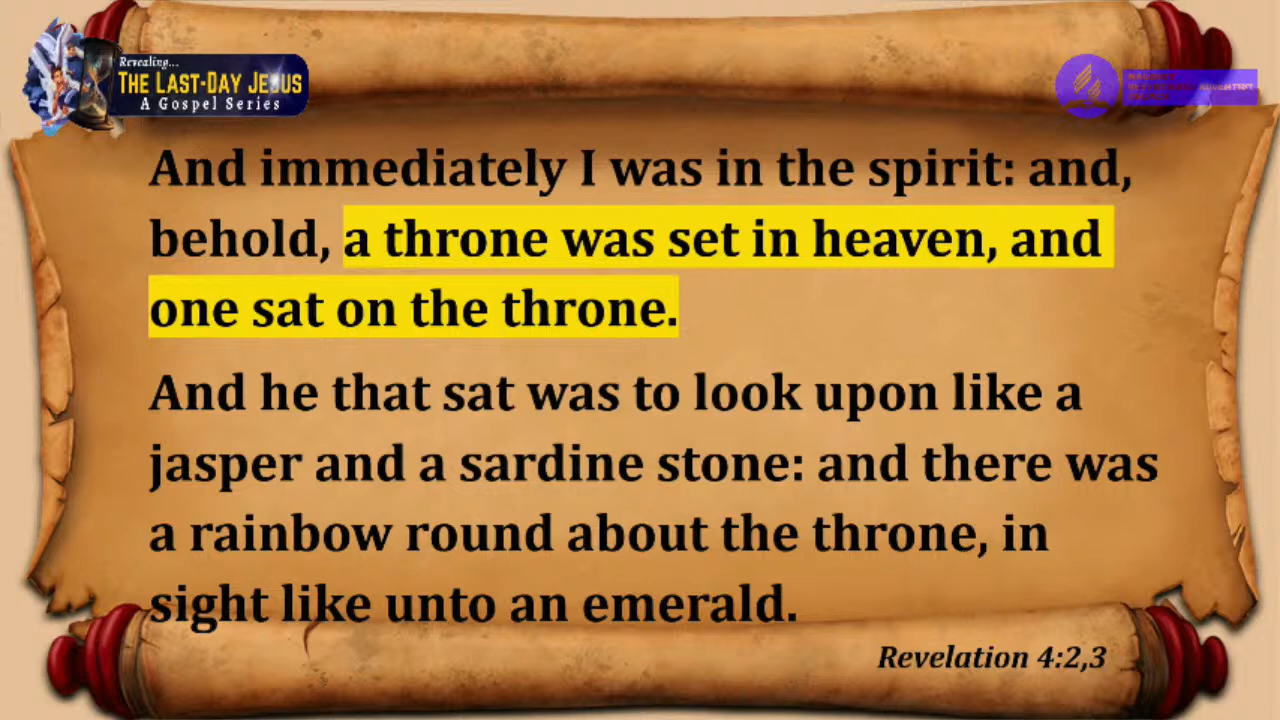 Revealing...
THE LAST-DAY JESUS
A Gospel Series
ADVENTIST
And immediately I was in the spirit: and,
behold, a throne was set in heaven, and
one sat on the throne.
And he that sat was to look upon like a
jasper and a sardine stone: and there was
a rainbow round about the throne, in
sight like unto an emerald.
Revelation 4:2,3